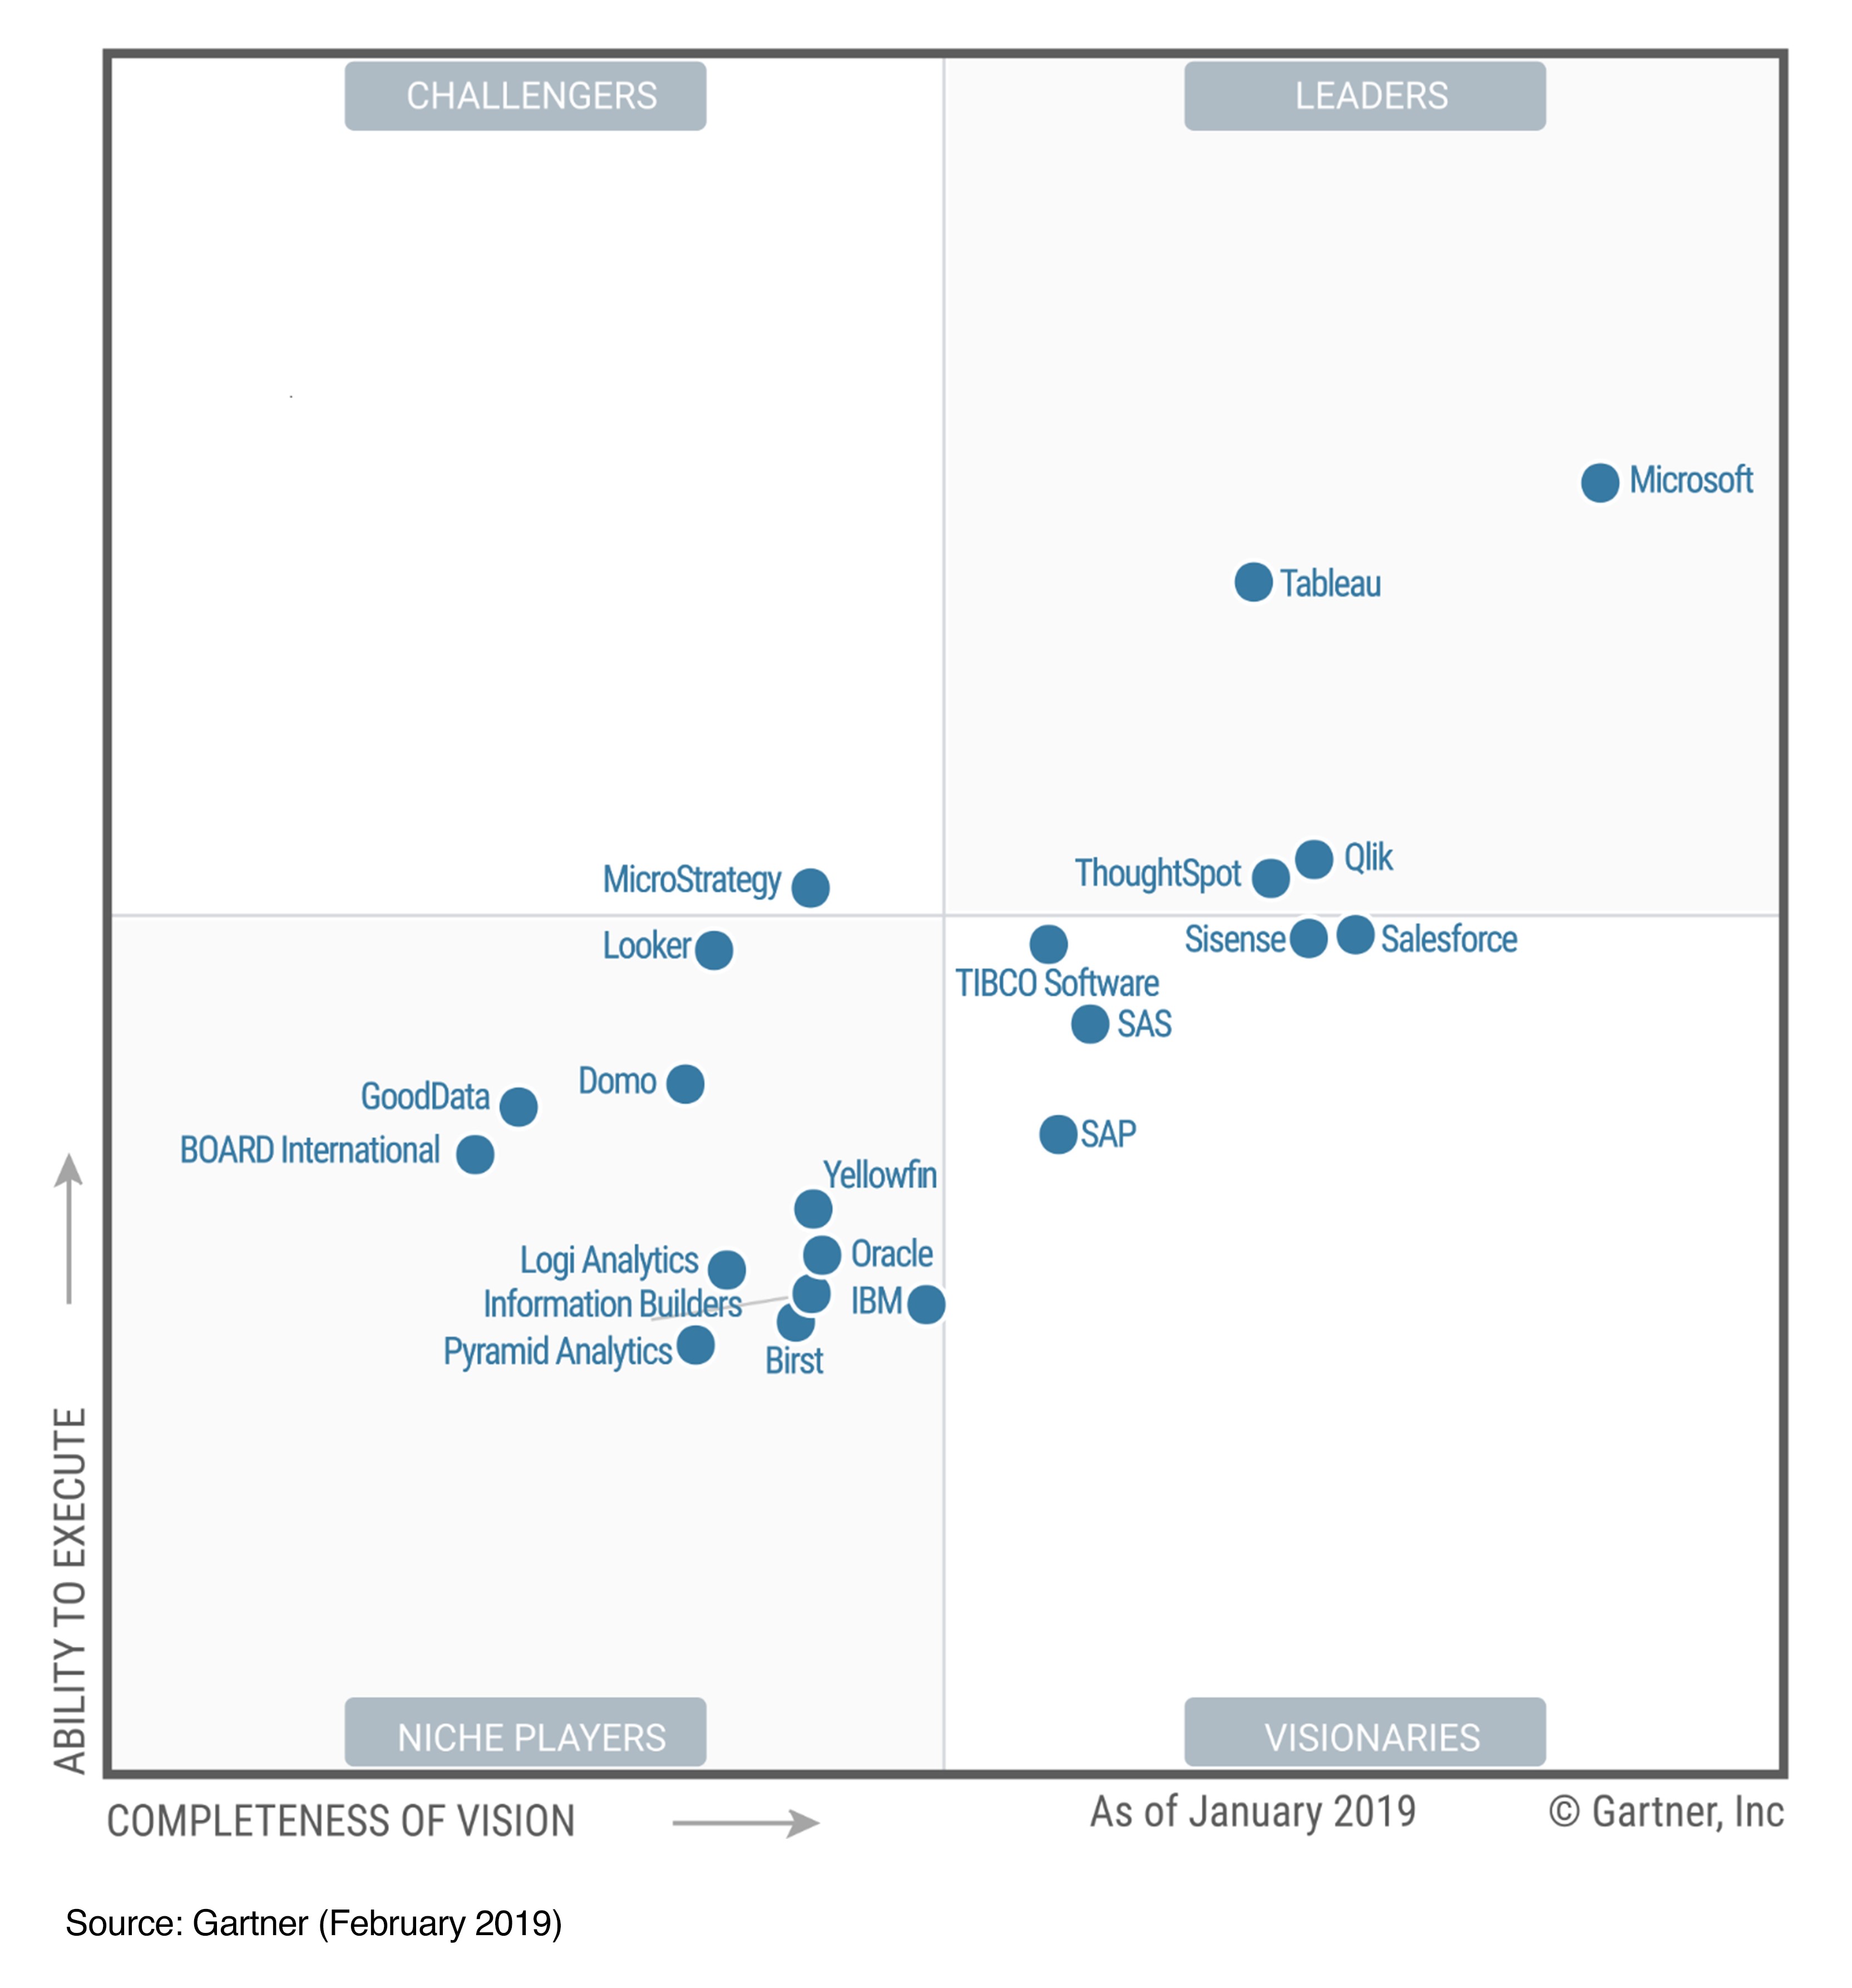 CHALLENGERS
LEADERS
Microsoft
Tableau
Qlik
ThoughtSpot
MicroStrategy
Looker
Sisense
Salesforce
TIBCO Software
SAS
Domo
GoodData
SAP
BOARD International
Yellowfin
Oracle
Logi Analytics
Information Builders
IBM
Pyramid Analytics
Birst
NICHE PLAYERS
VISIONARIES
ABILITY TO EXECUTE
COMPLETENESS OF VISION
As of January 2019
© Gartner, Inc
Source: Gartner (February 2019)